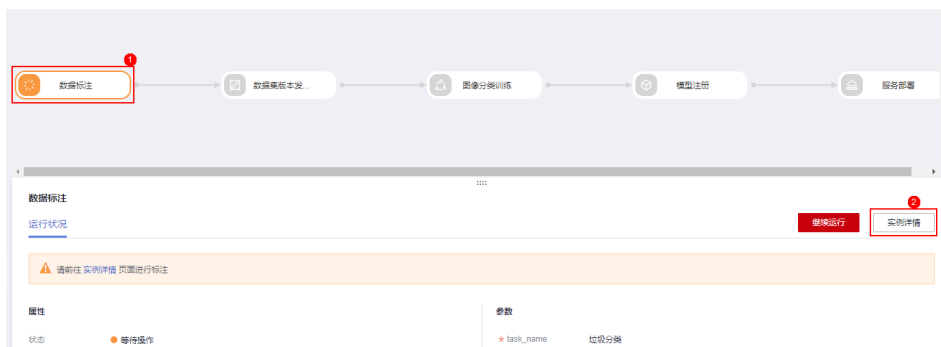 1
数据标注
数据集版本发...
图像分类训练
模型注册
服务部署
数据标注
2
运行状况
继续运行
实例详情
请前往 实例详情 页面进行标注
属性
参数
状态
等待操作
* task_name
垃圾分类